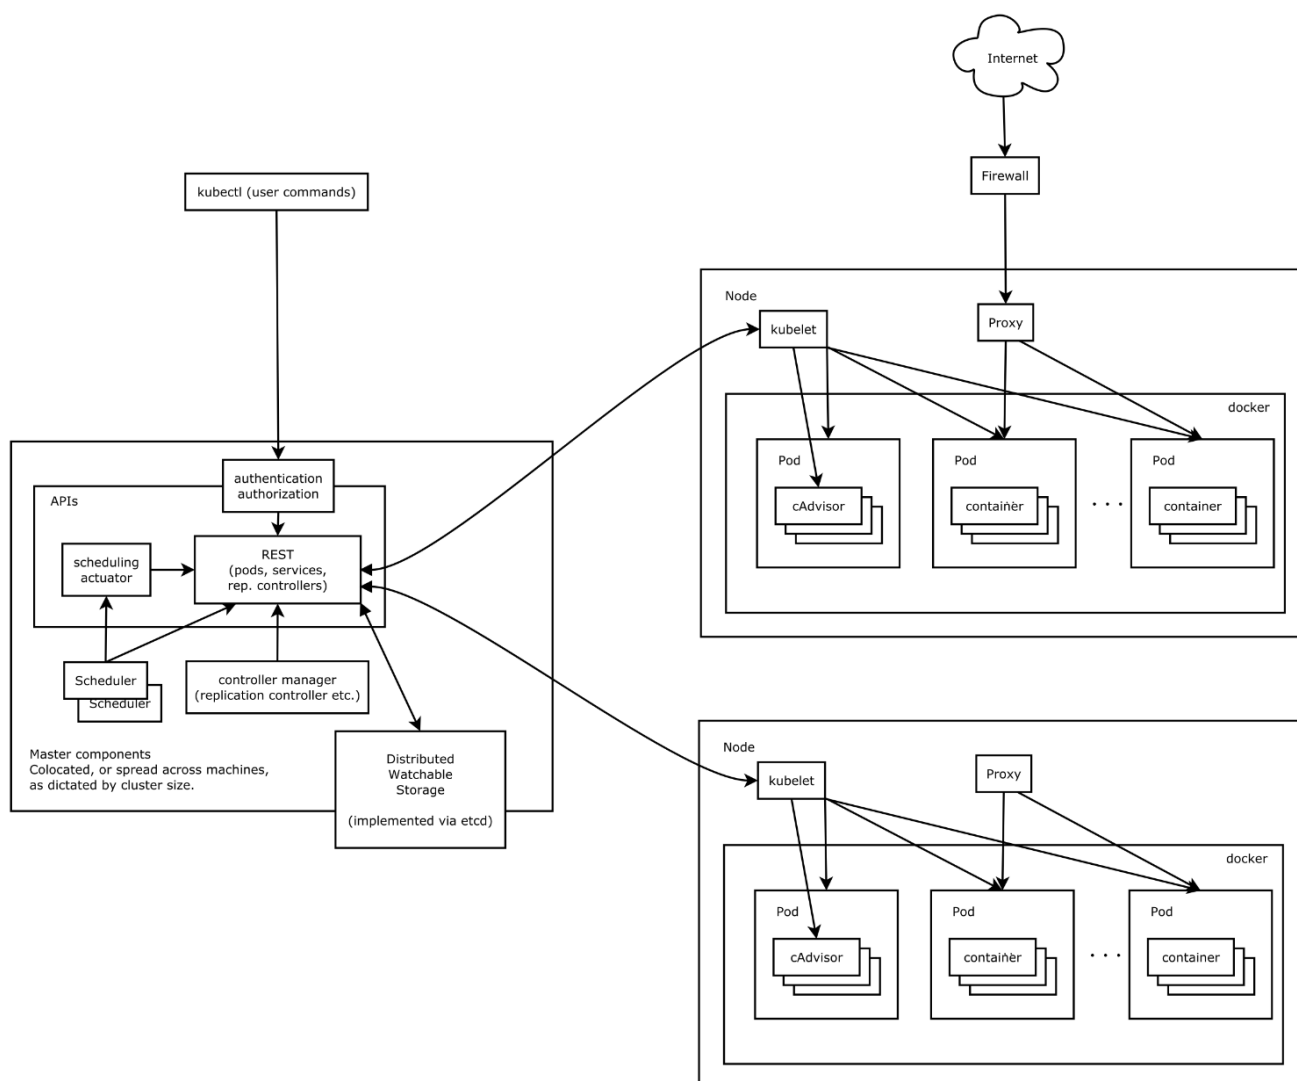 Internet
Firewall
kubectl (user commands)
authentication
authorization
APIs
REST
(pods, services,
rep. controllers)
scheduling
actuator
Scheduler
Scheduler
controller manager
(replication controller etc.)
Master components
Colocated, or spread across machines,
as dictated by cluster size.
Distributed
Watchable
Storage
(implemented via etcd)
Node
kubelet
Proxy
docker
Pod
cAdvisor
Pod
container
. . .
Pod
container
Node
kubelet
Proxy
docker
Pod
cAdvisor
Pod
container
. . .
Pod
container